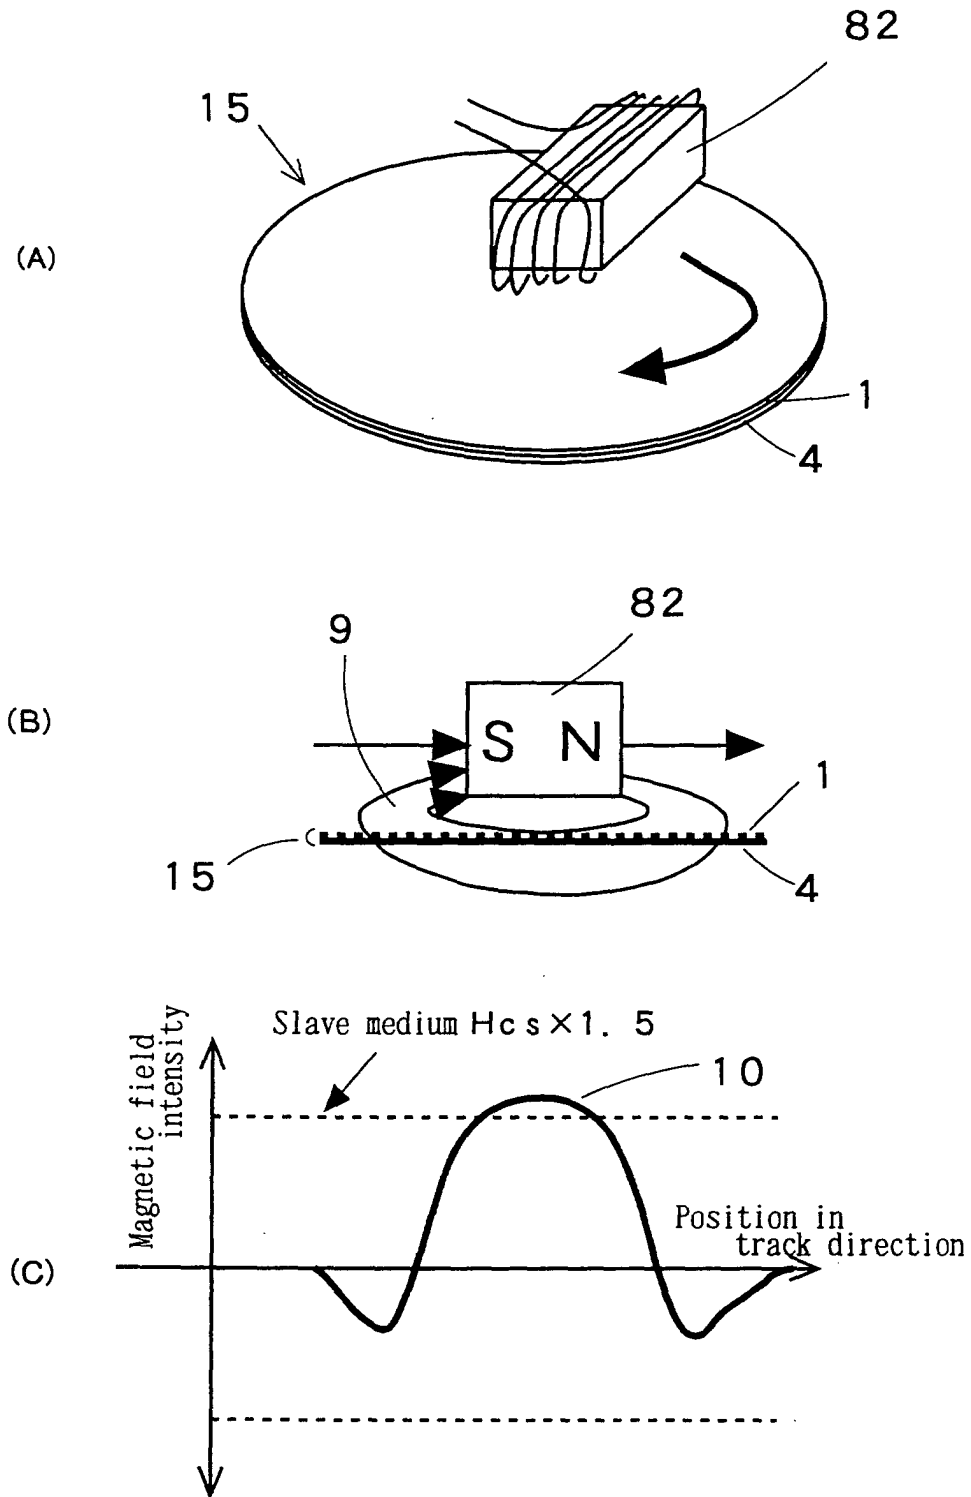 82
15
(A)
1
4
82
9
(B)
S N
1
15
4
Slave medium Hcs×1. 5
10
Magnetic field
intensity
Position in
track direction
(C)